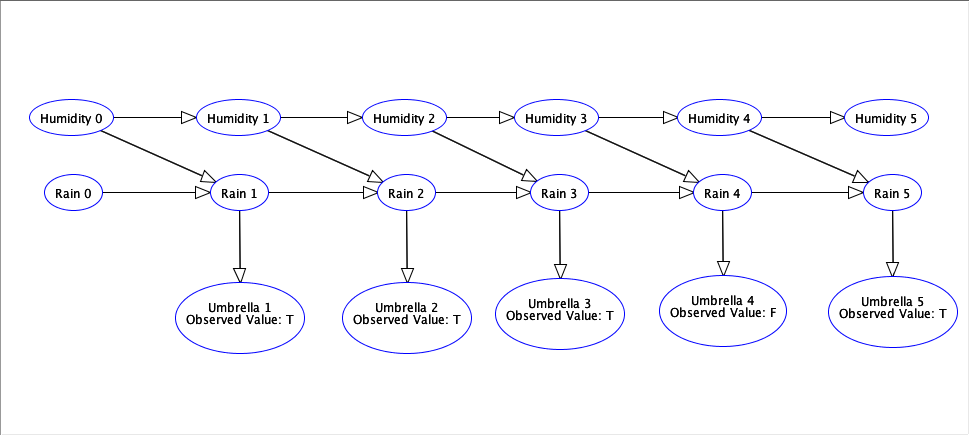 Humidity 0
Humidity 1
Humidity 2
Humidity 3
Humidity 4
Humidity 5
Rain 0
Rain 1
Rain 2
Rain 3
Rain 4
Rain 5
Umbrella 1
Observed Value: T
Umbrella 2
Observed Value: T
Umbrella 3
Observed Value: T
Umbrella 4
Observed Value: F
Umbrella 5
Observed Value: T